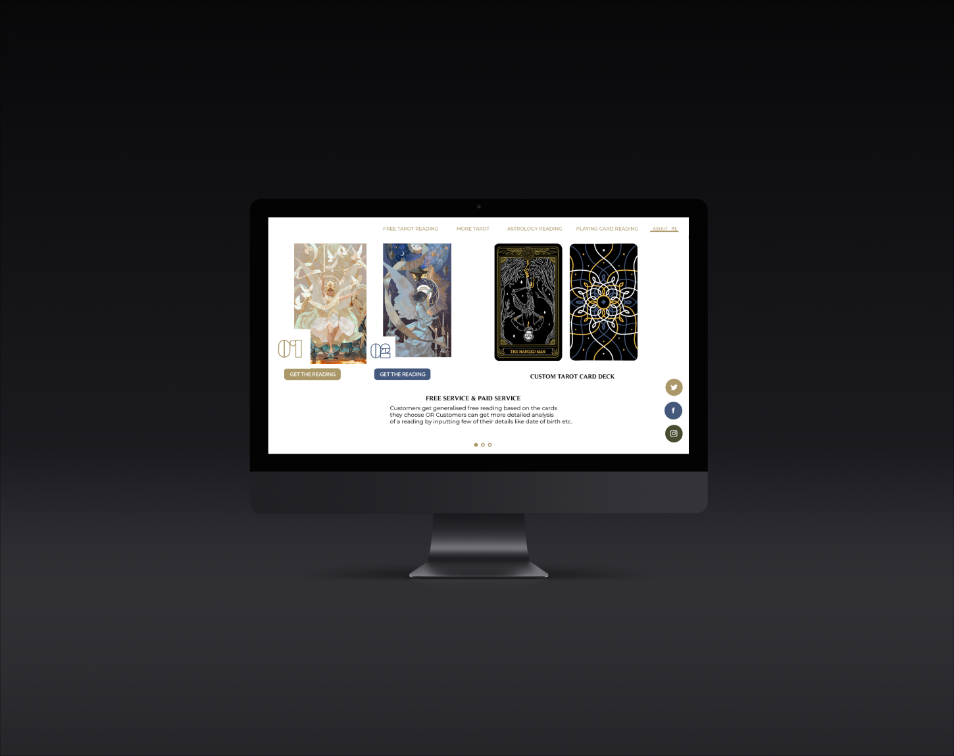 FREE TAROT READING
MORE TAROT
ASTROLOGY READING
PLAYING CARD READING
ABOUT ME
01
02
THE HANGED MAN
GET THE READING
GET THE READING
CUSTOM TAROT CARD DECK
FREE SERVICE & PAID SERVICE
Customers get generalised free reading based on the cards
they choose OR Customers can get more detailed analysis
of a reading by inputting few of their details like date of birth etc.
f